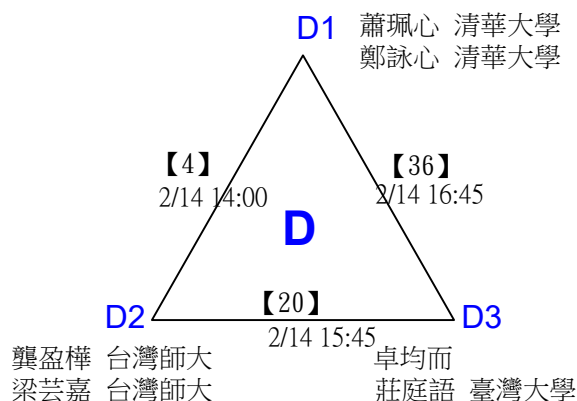 D1
蕭珮心 清華大學
鄭詠心 清華大學
【4】
2/14 14:00
【36】
2/14 16:45
D
【20】
2/14 15:45
D2
D3
龔盈樺 台灣師大
梁芸嘉 台灣師大
卓均而
莊庭語 臺灣大學